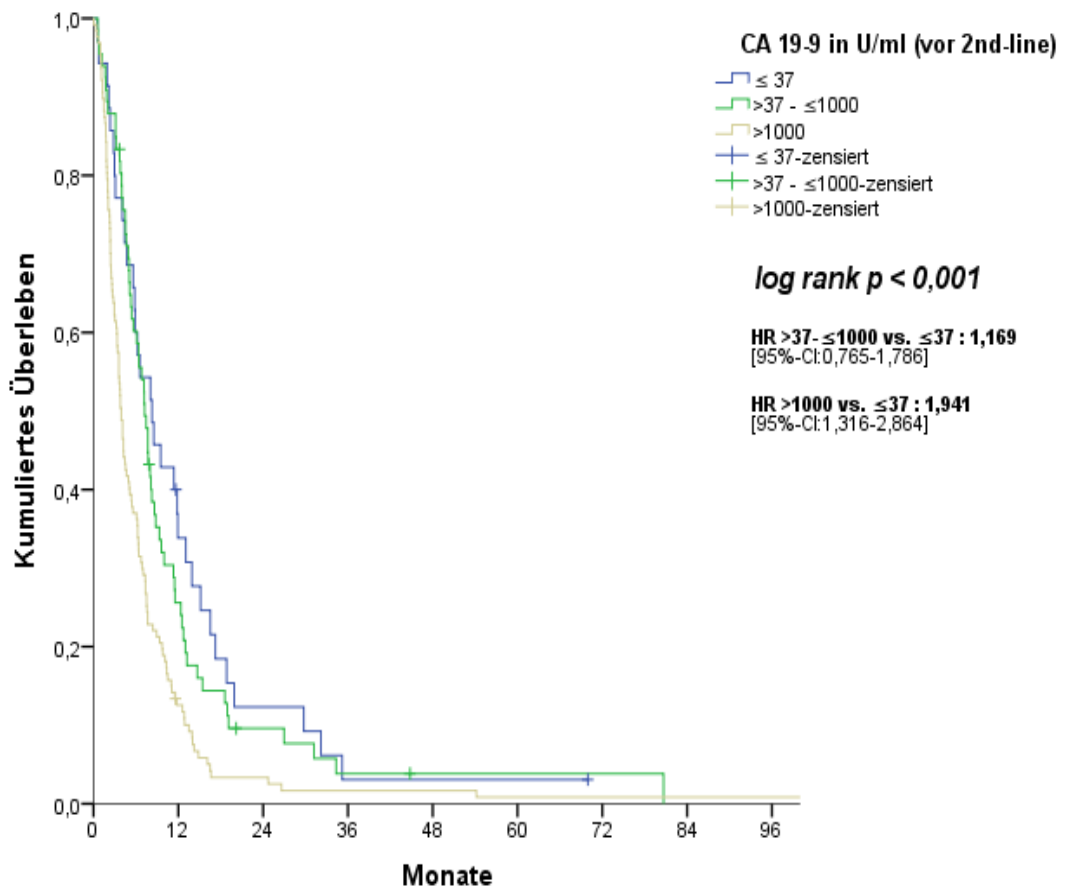 CA 19-9 in U/ml (vor 2nd-line)
≤ 37
>37 - ≤1000
>1000
≤ 37-zensiert
>37 - ≤1000-zensiert
>1000-zensiert
log rank p < 0,001
HR >37- ≤1000 vs. ≤37 : 1,169
[95%-CI:0,765-1,786]
HR >1000 vs. ≤37 : 1,941
[95%-CI:1,316-2,864]
Kumuliertes Überleben
1,0
0,8
0,6
0,4
0,2
0,0
0 12 24 36 48 60 72 84 96
Monate